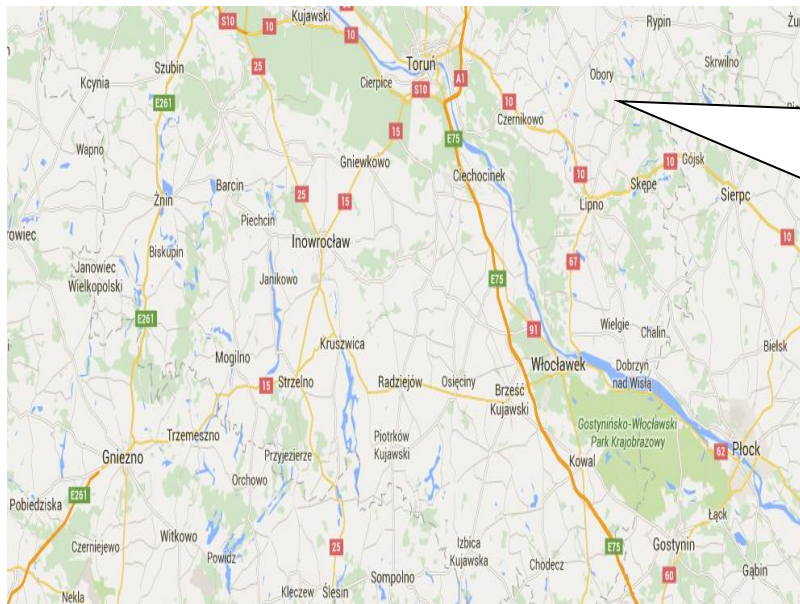 Kujawski
Rypin
S10
10
10
Toruń
Skrwilno
Szubin
25
Obory
Kcynia
Cierpice
S10
A1
10
E261
Czernikowo
15
Wapno
E75
Gniewkowo
10
Gójsk
Ciechocinek
10
Skępe
Barcin
25
15
Sierpc
Żnin
Lipno
Piechcin
Inowrocław
10
Biskupin
67
Janowiec
Wielkopolski
Janikowo
E75
E261
91
Wielgie
Chalin
Kruszwica
Bielsk
Mogilno
Włocławek
Dobrzyń
nad Wisłą
15
Strzelno
Radziejów
Osięciny
Brześć
Kujawski
Gostynińsko-Włocławski
Park Krajobrazowy
Trzemeszno
Piotrków
Kujawski
Płock
62
Gniezno
Przyjezierze
Kowal
Orchowo
E261
Pobiedziska
Łąck
Witkowo
Czerniejewo
Powidz
25
Izbica
Kujawska
E75
Gostynin
Chodecz
Gąbin
60
Sompolno
Nekla
Kleczew
Ślesin